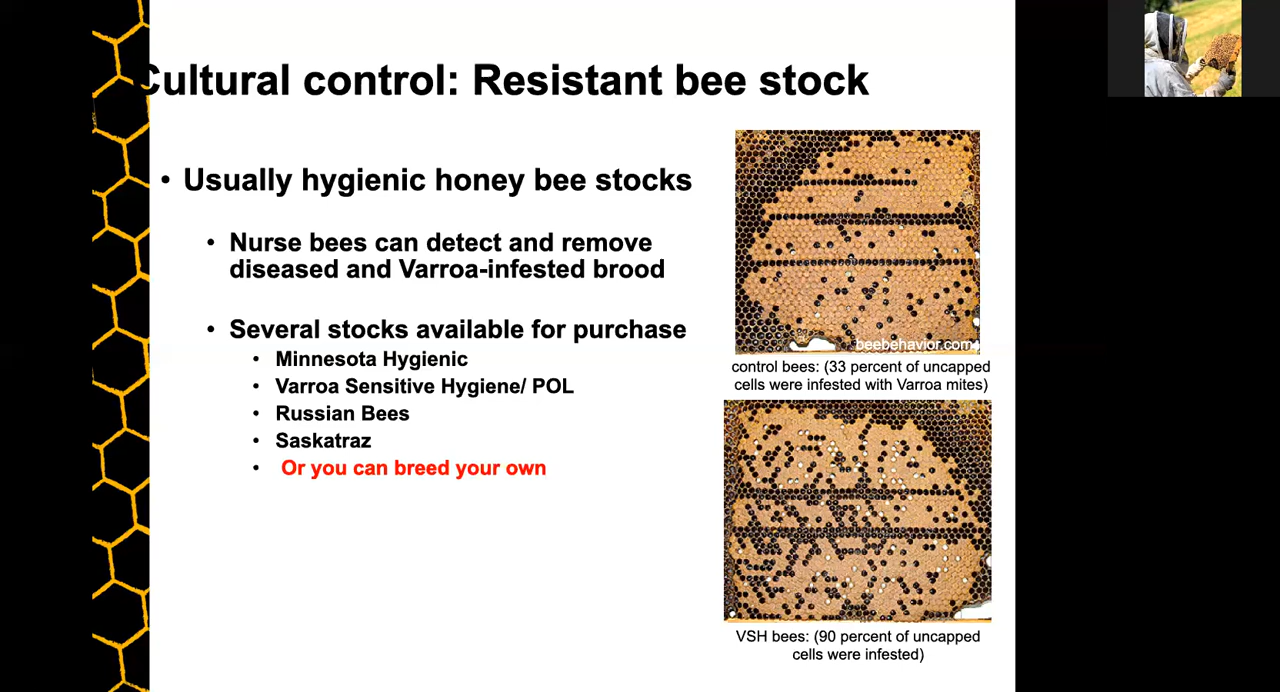 Cultural control: Resistant bee stock
• Usually hygienic honey bee stocks
• Nurse bees can detect and remove
diseased and Varroa-infested brood
• Several stocks available for purchase
• Minnesota Hygienic
• Varroa Sensitive Hygiene/ POL
• Russian Bees
• Saskatraz
• Or you can breed your own
beebehavior.com
control bees: (33 percent of uncapped
cells were infested with Varroa mites)
VSH bees: (90 percent of uncapped
cells were infested)